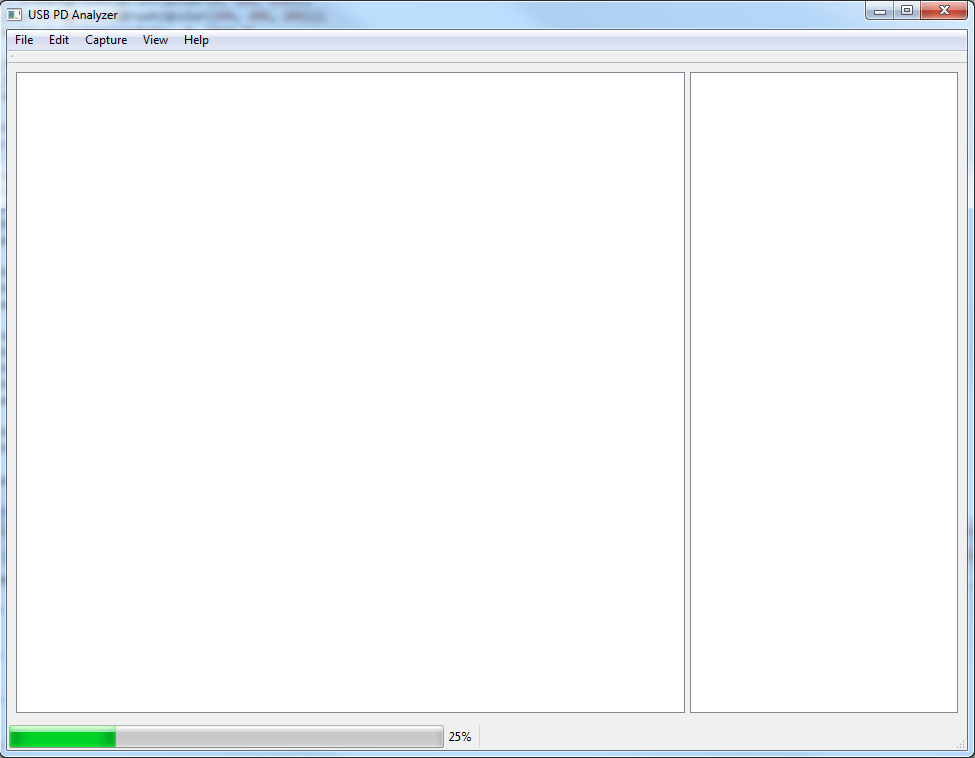 USB PD Analyzer
File Edit Capture View Help
25%